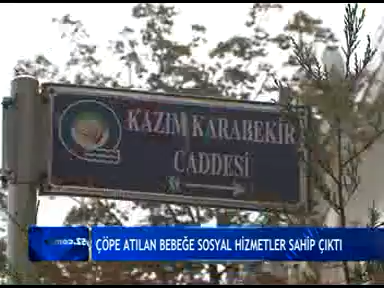 KAZIM KARABEKİR
CADDESİ
ÇÖPE ATILAN BEBEĞE SOSYAL HİZMETLER SAHİP ÇIKTI